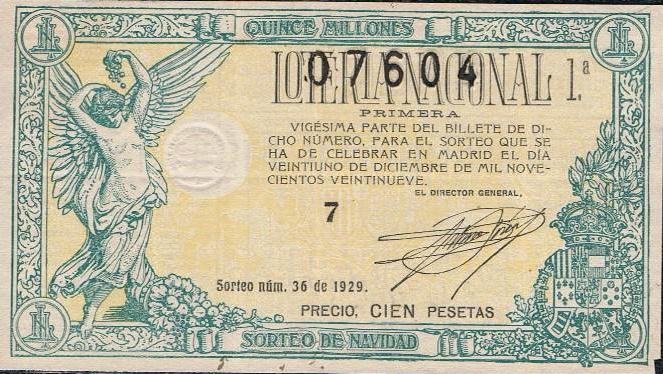 QUINCE MILLONES
07604
LOTERIA NACIONAL 1.ª
PRIMERA
VIGÉSIMA PARTE DEL BILLETE DE DI-
CHO NÚMERO, PARA EL SORTEO QUE SE
HA DE CELEBRAR EN MADRID EL DÍA
VEINTIUNO DE DICIEMBRE DE MIL NOVE-
CIENTOS VEINTINUEVE.
EL DIRECTOR GENERAL,
7
Sorteo núm. 36 de 1929.
PRECIO, CIEN PESETAS
SORTEO DE NAVIDAD